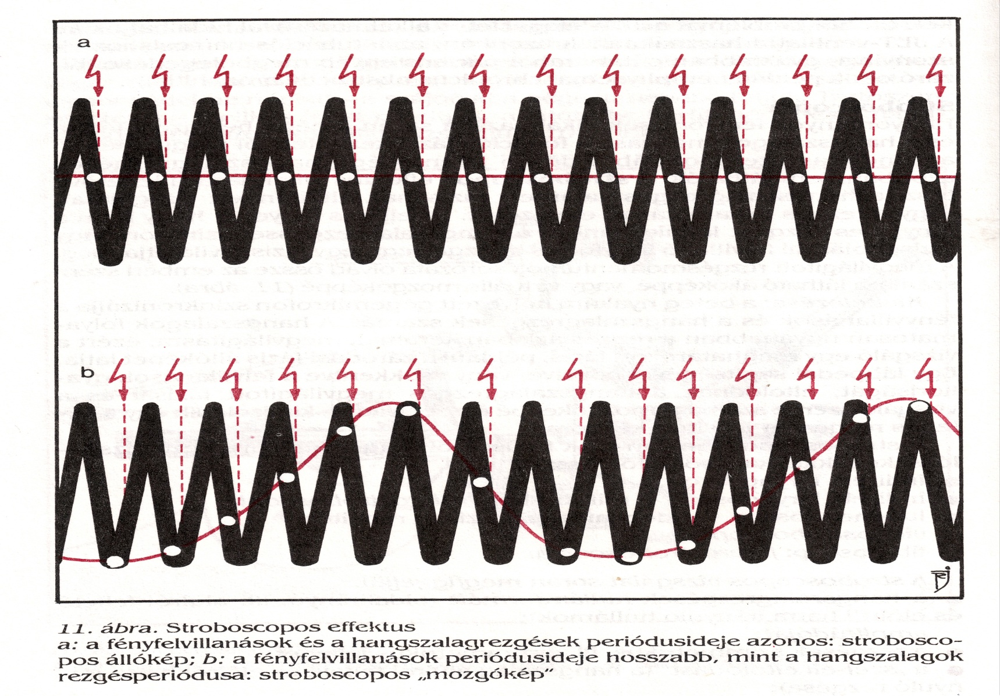 a
b
11. ábra. Stroboscopos effektus
a: a fényfelvillanások és a hangszalagrezgések periódusideje azonos: strobosco-
pos állókép; b: a fényfelvillanások periódusideje hosszabb, mint a hangszalagok
rezgésperiódusa: stroboscopos „mozgókép”